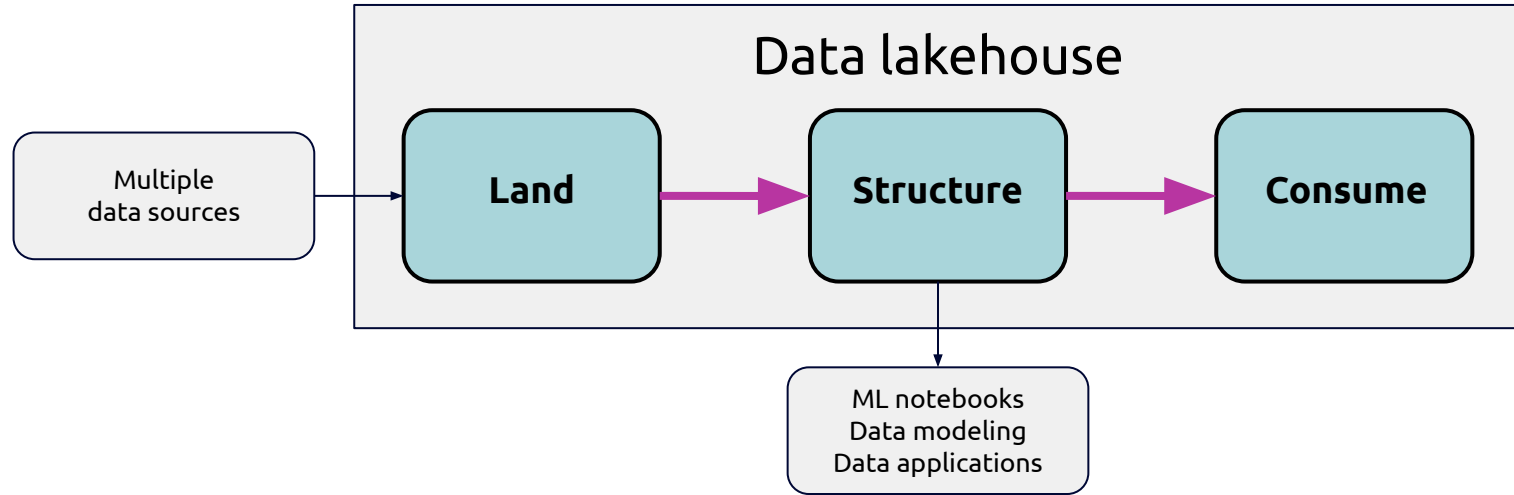 Data lakehouse
Multiple
data sources
Land
Structure
Consume
ML notebooks
Data modeling
Data applications